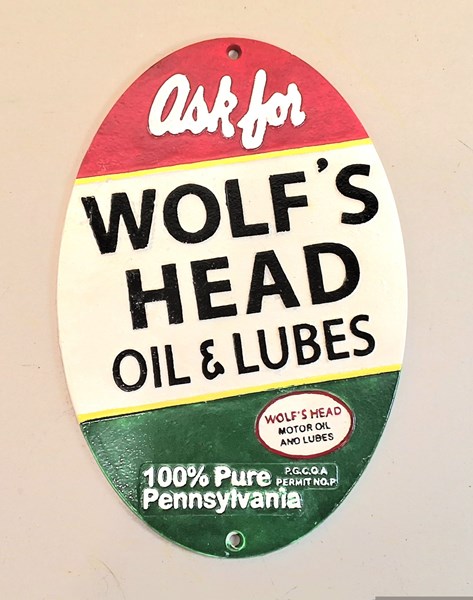 Ask for
WOLF'S
HEAD
OIL & LUBES
WOLF'S HEAD
MOTOR OIL
AND LUBES
100% Pure
Pennsylvania
P.G.C.O.A
PERMIT NO.P